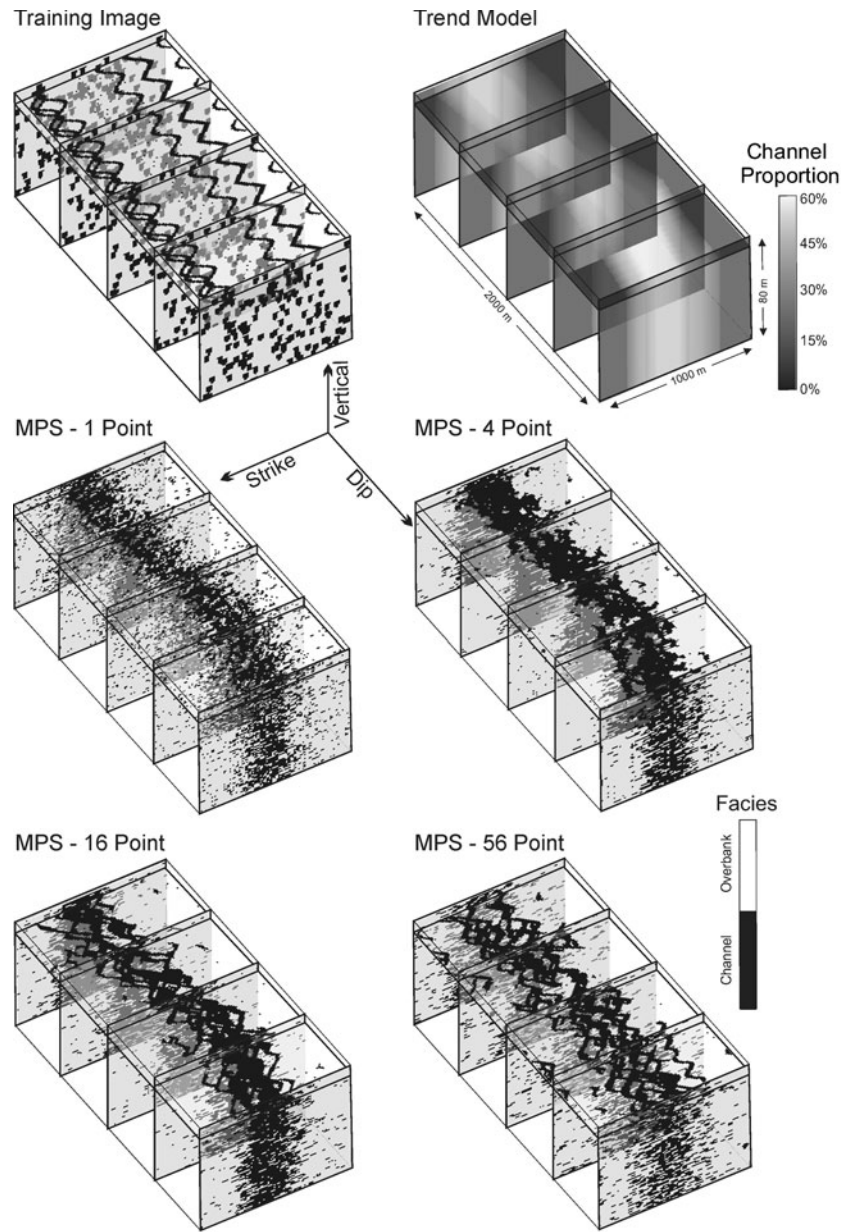 Training Image
Trend Model
Channel
Proportion
60%
45%
30%
15%
0%
80 m
2000 m
1000 m
Vertical
Strike
Dip
MPS - 1 Point
MPS - 4 Point
Facies
Overbank
Channel
MPS - 16 Point
MPS - 56 Point